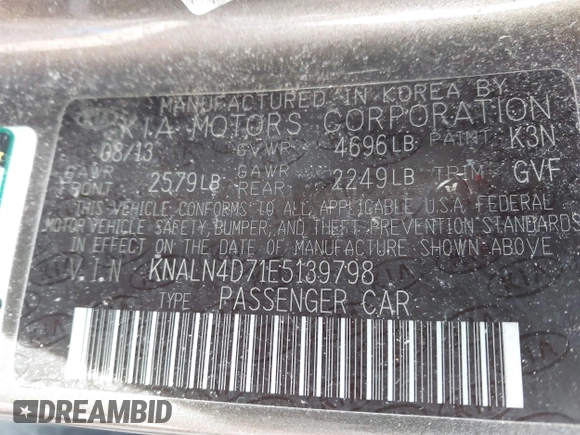 MANUFACTURED IN KOREA BY
KIA MOTORS CORPORATION
08/13 GVWR 4696LB PAINT K3N
GAWR FRONT 2579LB GAWR REAR 2249LB TRIM GVF
THIS VEHICLE CONFORMS TO ALL APPLICABLE U.S.A. FEDERAL
MOTOR VEHICLE SAFETY, BUMPER, AND THEFT PREVENTION STANDARDS
IN EFFECT ON THE DATE OF MANUFACTURE SHOWN ABOVE
V.I.N KNALN4D71E5139798
TYPE PASSENGER CAR
DREAMBID